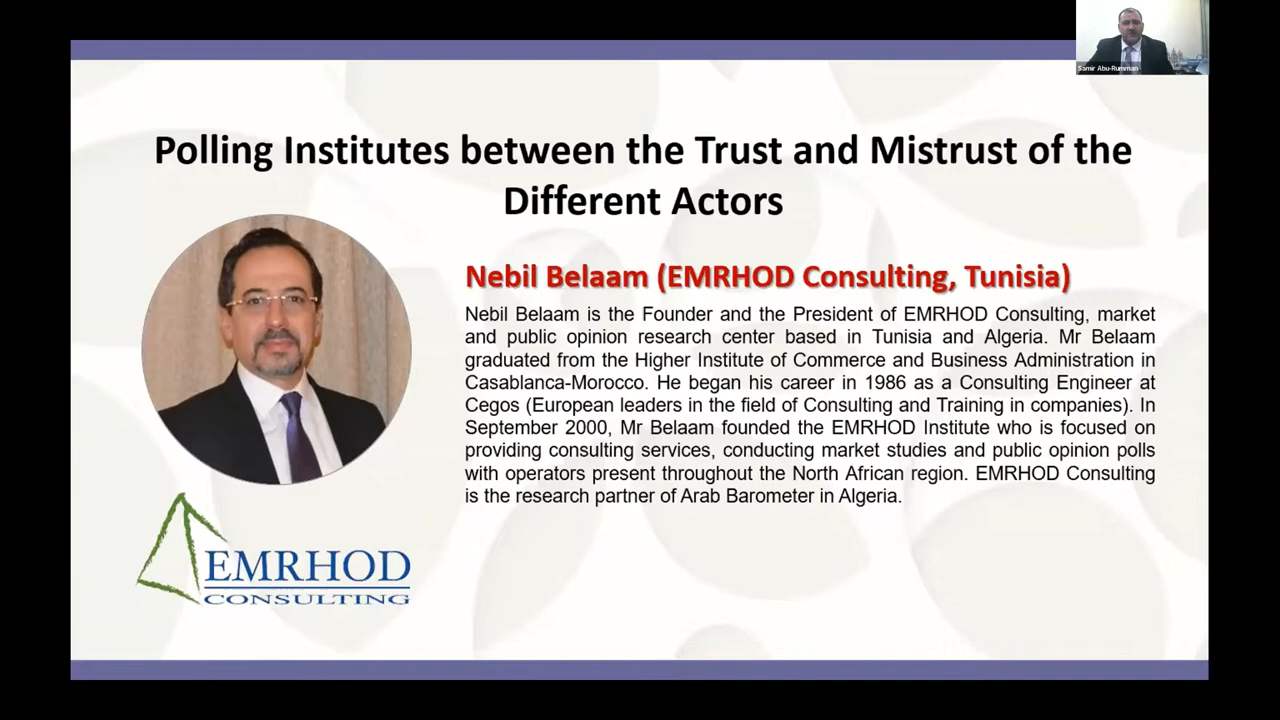 Samir Abu-Rumman
Polling Institutes between the Trust and Mistrust of the
Different Actors
Nebil Belaam (EMRHOD Consulting, Tunisia)
Nebil Belaam is the Founder and the President of EMRHOD Consulting, market
and public opinion research center based in Tunisia and Algeria. Mr Belaam
graduated from the Higher Institute of Commerce and Business Administration in
Casablanca-Morocco. He began his career in 1986 as a Consulting Engineer at
Cegos (European leaders in the field of Consulting and Training in companies). In
September 2000, Mr Belaam founded the EMRHOD Institute who is focused on
providing consulting services, conducting market studies and public opinion polls
with operators present throughout the North African region. EMRHOD Consulting
is the research partner of Arab Barometer in Algeria.
EMRHOD
CONSULTING